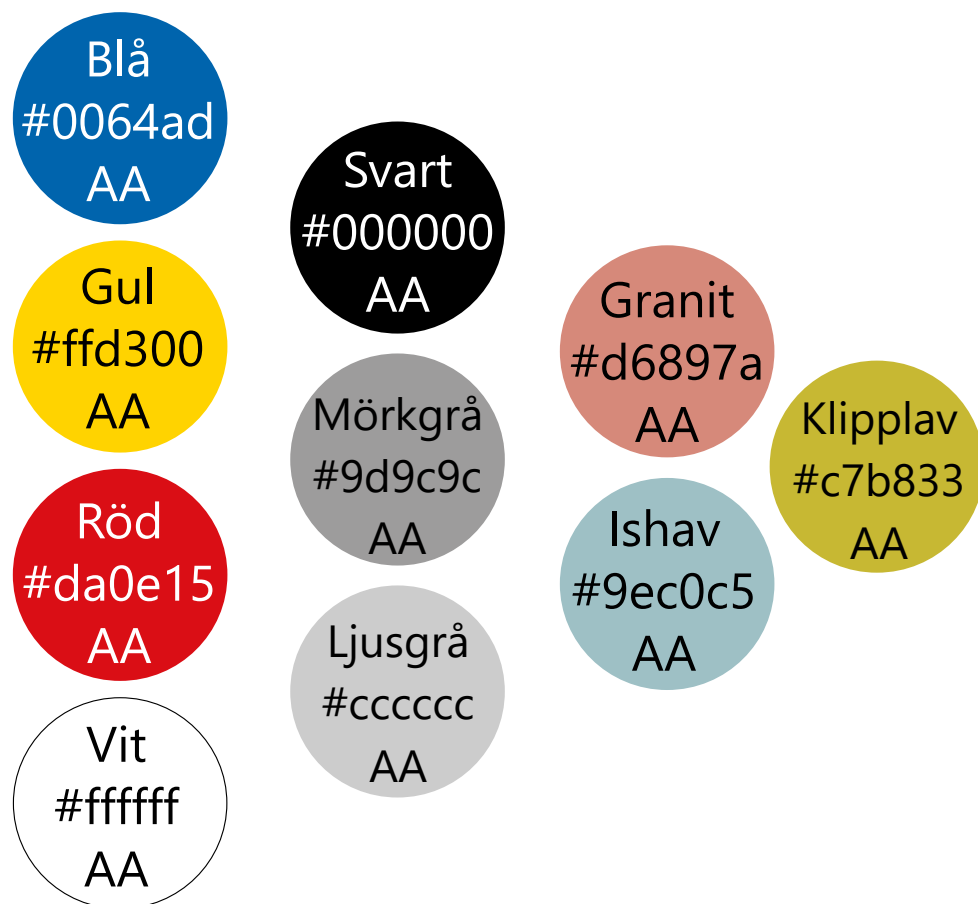 Blå
#0064ad
AA
Gul
#ffd300
AA
Röd
#da0e15
AA
Vit
#ffffff
AA
Svart
#000000
AA
Mörkgrå
#9d9c9c
AA
Ljusgrå
#cccccc
AA
Granit
#d6897a
AA
Ishav
#9ec0c5
AA
Klipplav
#c7b833
AA